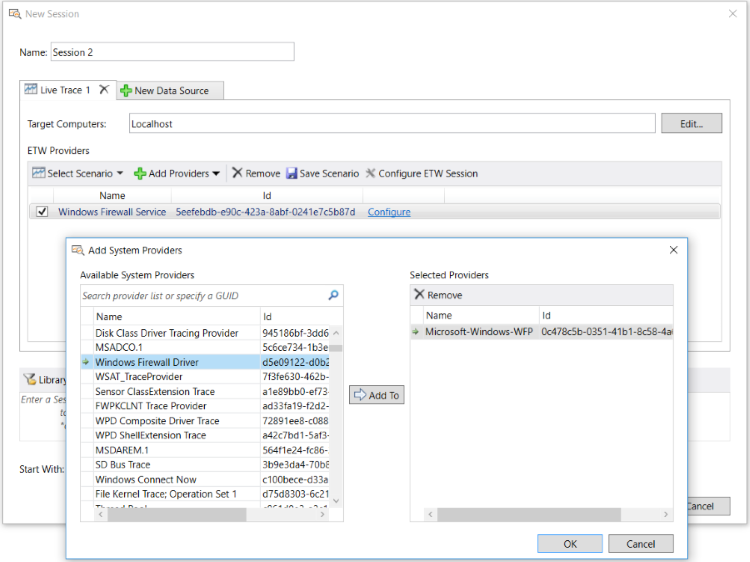 New Session
Name: Session 2
Live Trace 1 New Data Source
Target Computers: Localhost Edit...
ETW Providers
Select Scenario Add Providers Remove Save Scenario Configure ETW Session
Name Id
Windows Firewall Service 5eefebdb-e90c-423a-8abf-0241e7c5b87d Configure
Add System Providers
Available System Providers
Search provider list or specify a GUID
Name Id
Disk Class Driver Tracing Provider 945186bf-3dd6
MSADCO.1 5c6ce734-1b3e
Windows Firewall Driver d5e09122-d0b2
WSAT_TraceProvider 7f3fe630-462b-
Sensor ClassExtension Trace a1e89bb0-ef73-
FWPKCLNT Trace Provider ad33fa19-f2d2-
WPD Composite Driver Trace 72891ee8-c088
WPD ShellExtension Trace a42c7bd1-5af3-
MSDAREM.1 564f1e24-fc86-
SD Bus Trace 3b9e3da4-70b8
Windows Connect Now c100bece-d33a
File Kernel Trace; Operation Set 1 d75d8303-6c21
Add To
Selected Providers
Remove
Name Id
Microsoft-Windows-WFP 0c478c5b-0351-41b1-8c58-4a
Library
Enter a Ses
to
Start With:
OK Cancel
Cancel